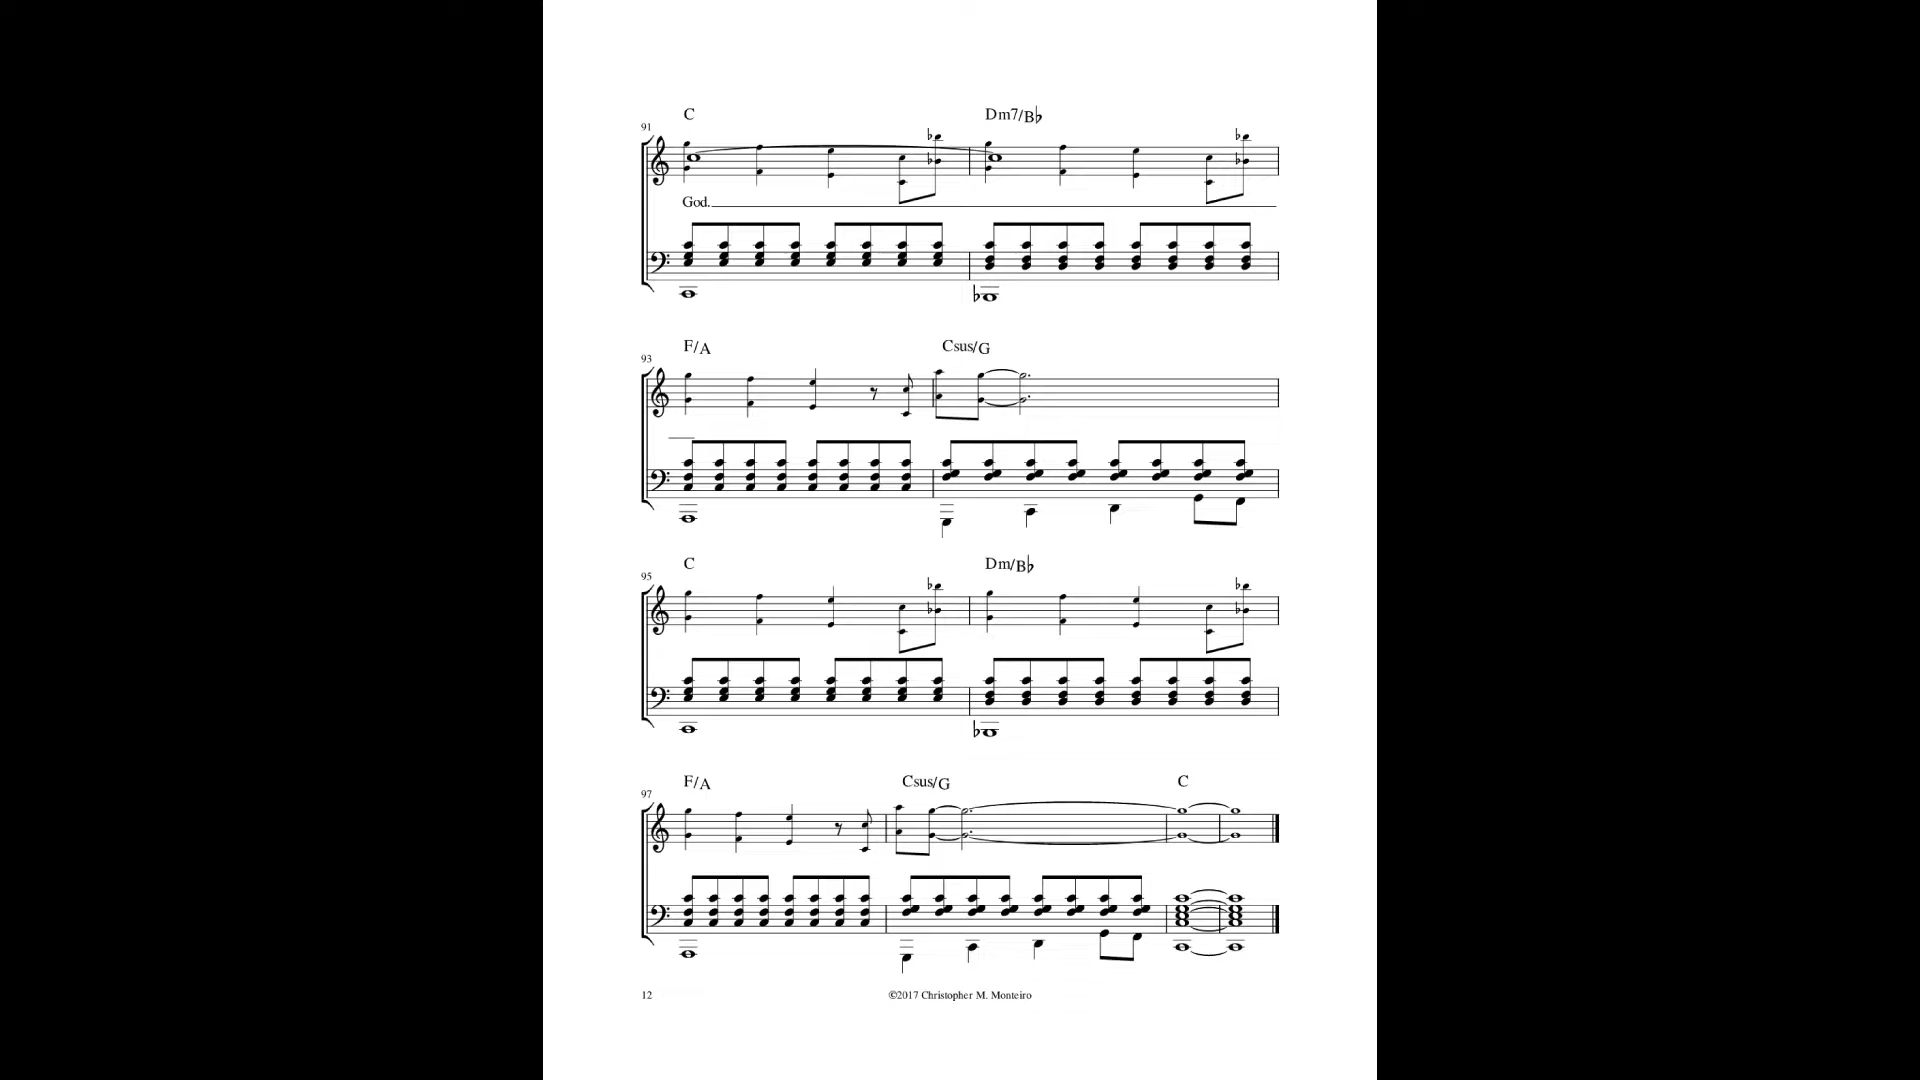 C Dm7/B♭
91
God.
F/A Csus/G
93
C Dm/B♭
95
F/A Csus/G C
97
12 ©2017 Christopher M. Monteiro